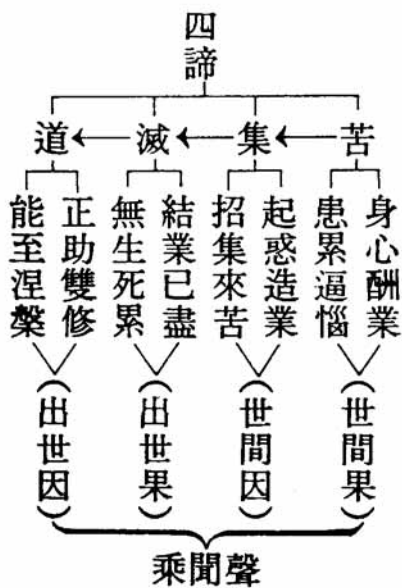 四諦
苦←集←滅←道
身心酬業
患累逼惱
起惑造業
招集來苦
結業已盡
無生死累
正助雙修
能至涅槃
（世間果）
（世間因）
（出世果）
（出世因）
聲聞乘